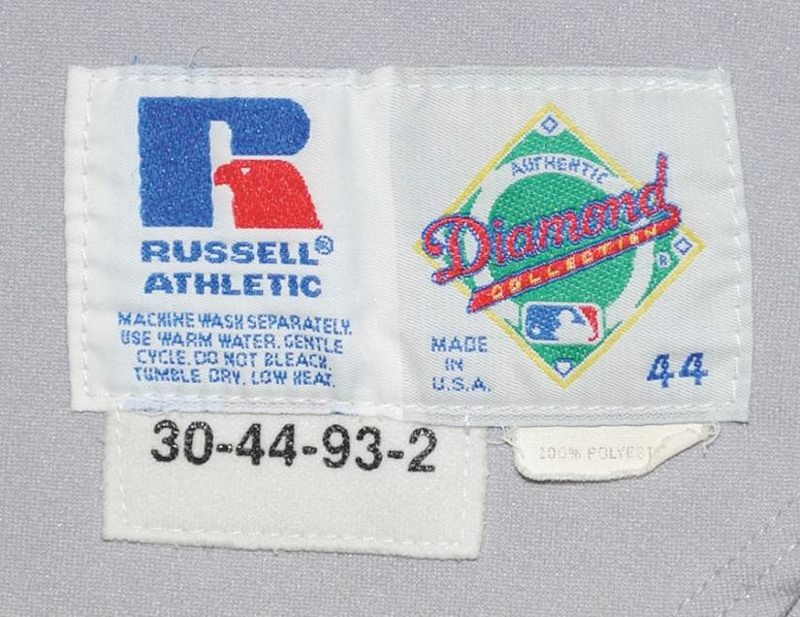 RUSSELL®
ATHLETIC
MACHINE WASH SEPARATELY.
USE WARM WATER. GENTLE
CYCLE. DO NOT BLEACH.
TUMBLE DRY. LOW HEAT.
AUTHENTIC
Diamond
COLLECTION
MADE
IN
U.S.A.
44
30-44-93-2
100% POLYEST